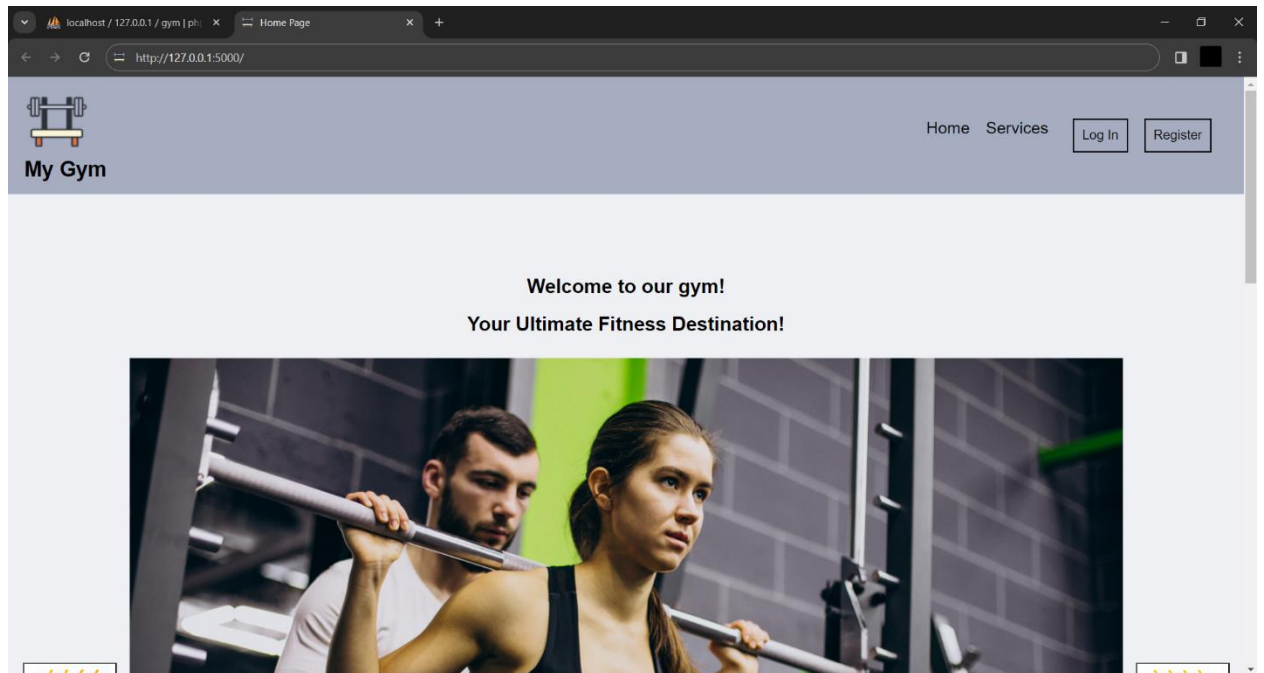 localhost / 127.0.0.1 / gym | ph
Home Page
http://127.0.0.1:5000/
My Gym
Home
Services
Log In
Register
Welcome to our gym!
Your Ultimate Fitness Destination!